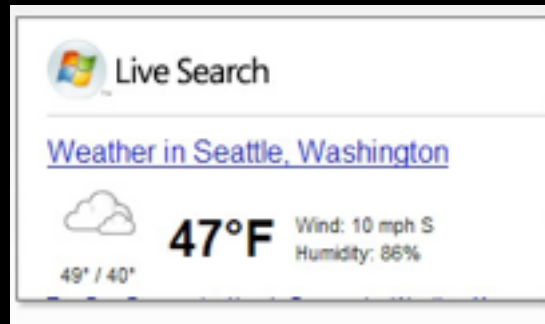 Live Search
Weather in Seattle, Washington
47°F
Wind: 10 mph S
Humidity: 86%
49° / 40°